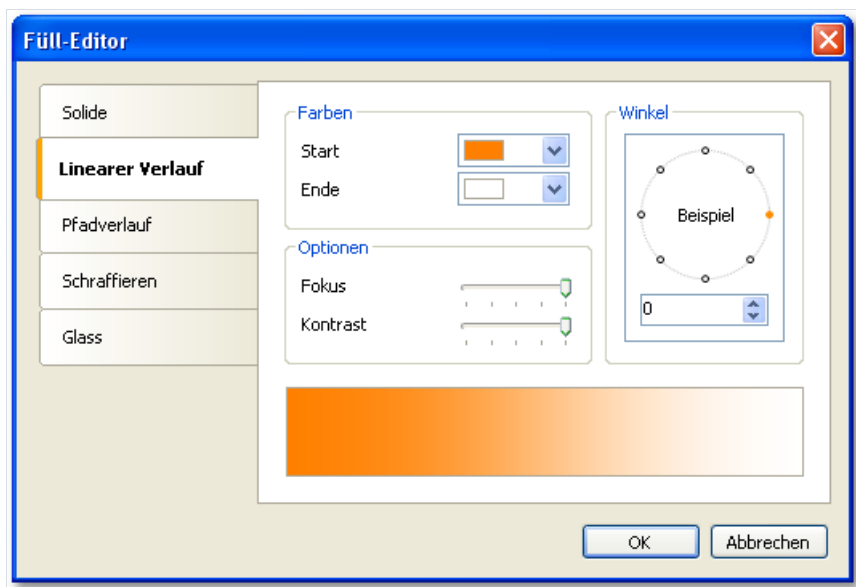 Füll-Editor
Solide
Linearer Verlauf
Pfadverlauf
Schraffieren
Glass
Farben
Start
Ende
Optionen
Fokus
Kontrast
Winkel
Beispiel
0
OK
Abbrechen